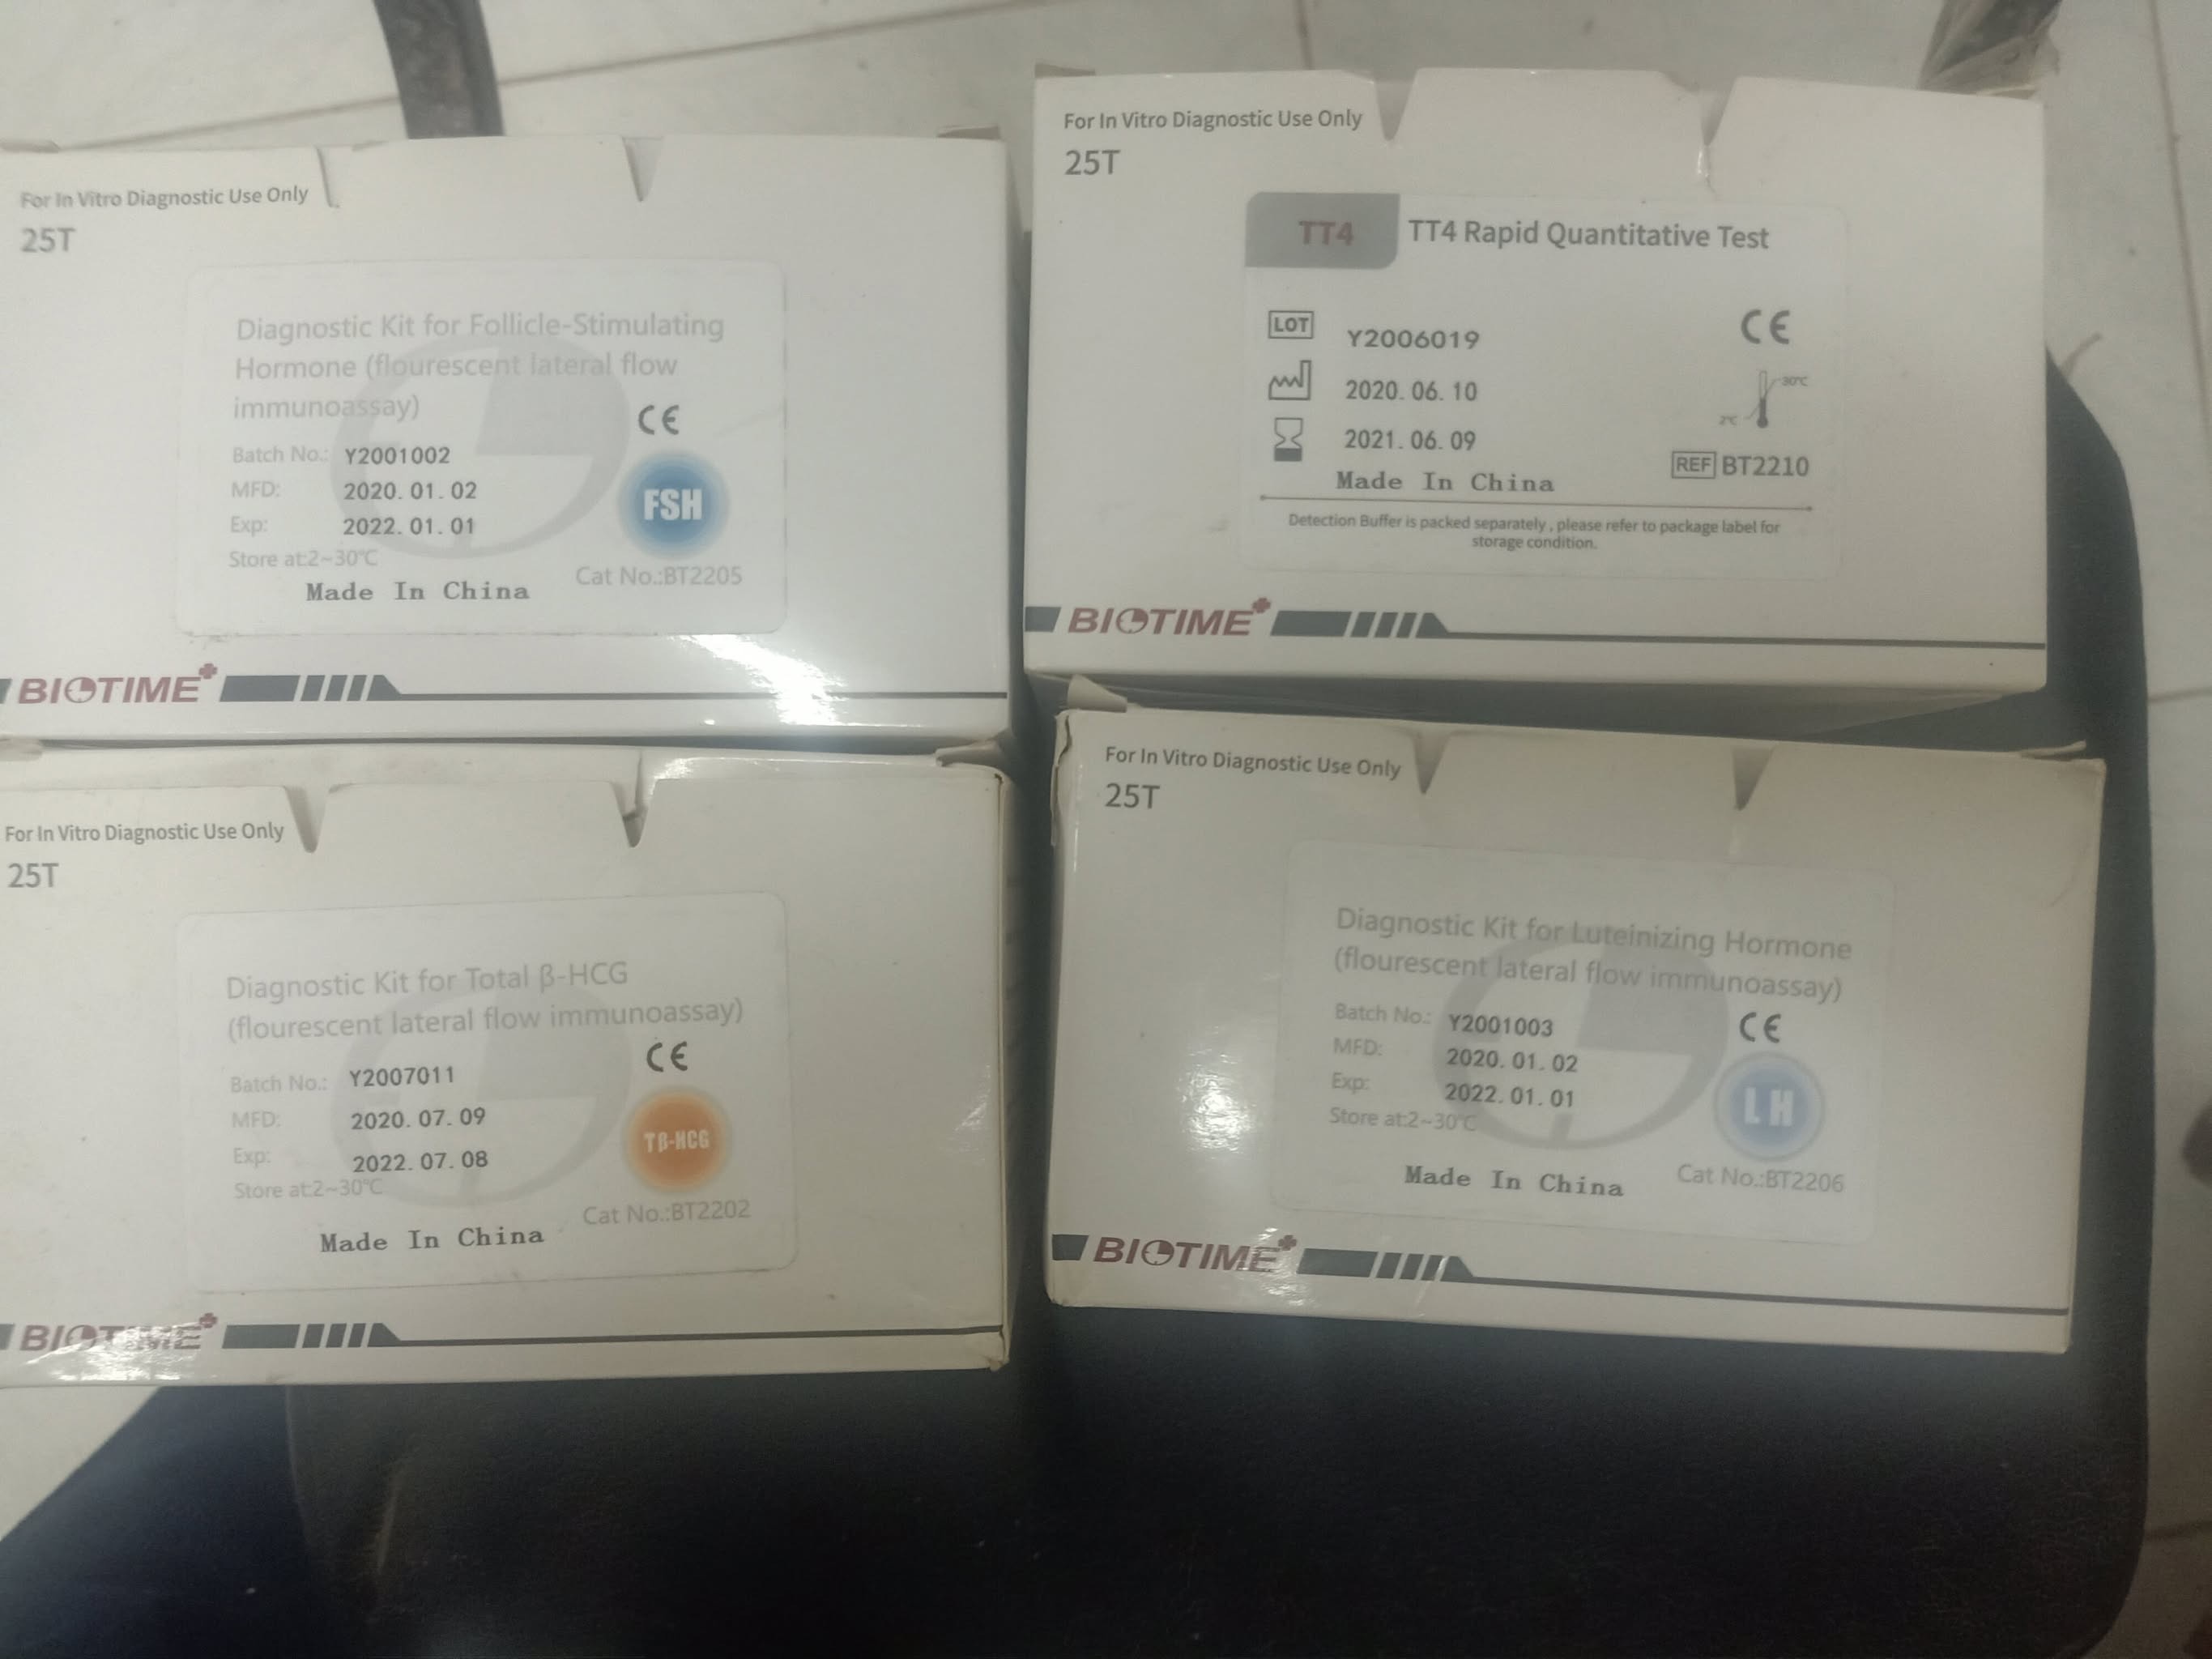 For In Vitro Diagnostic Use Only
25T
Diagnostic Kit for Follicle-Stimulating
Hormone (flourescent lateral flow
immunoassay)
CE
Batch No.: Y2001002
MFD: 2020. 01. 02
Exp: 2022. 01. 01
FSH
Store at:2~30℃
Cat No.:BT2205
Made In China
BIOTIME
For In Vitro Diagnostic Use Only
25T
TT4
TT4 Rapid Quantitative Test
LOT Y2006019
CE
2020. 06. 10
30℃
2℃
2021. 06. 09
REF BT2210
Made In China
Detection Buffer is packed separately , please refer to package label for
storage condition.
BIOTIME
For In Vitro Diagnostic Use Only
25T
Diagnostic Kit for Total β-HCG
(flourescent lateral flow immunoassay)
CE
Batch No.: Y2007011
MFD: 2020. 07. 09
Exp: 2022. 07. 08
Tβ-HCG
Store at:2~30℃
Cat No.:BT2202
Made In China
BIOTIME
For In Vitro Diagnostic Use Only
25T
Diagnostic Kit for Luteinizing Hormone
(flourescent lateral flow immunoassay)
Batch No.: Y2001003
CE
MFD: 2020. 01. 02
Exp: 2022. 01. 01
LH
Store at:2~30℃
Cat No.:BT2206
Made In China
BIOTIME